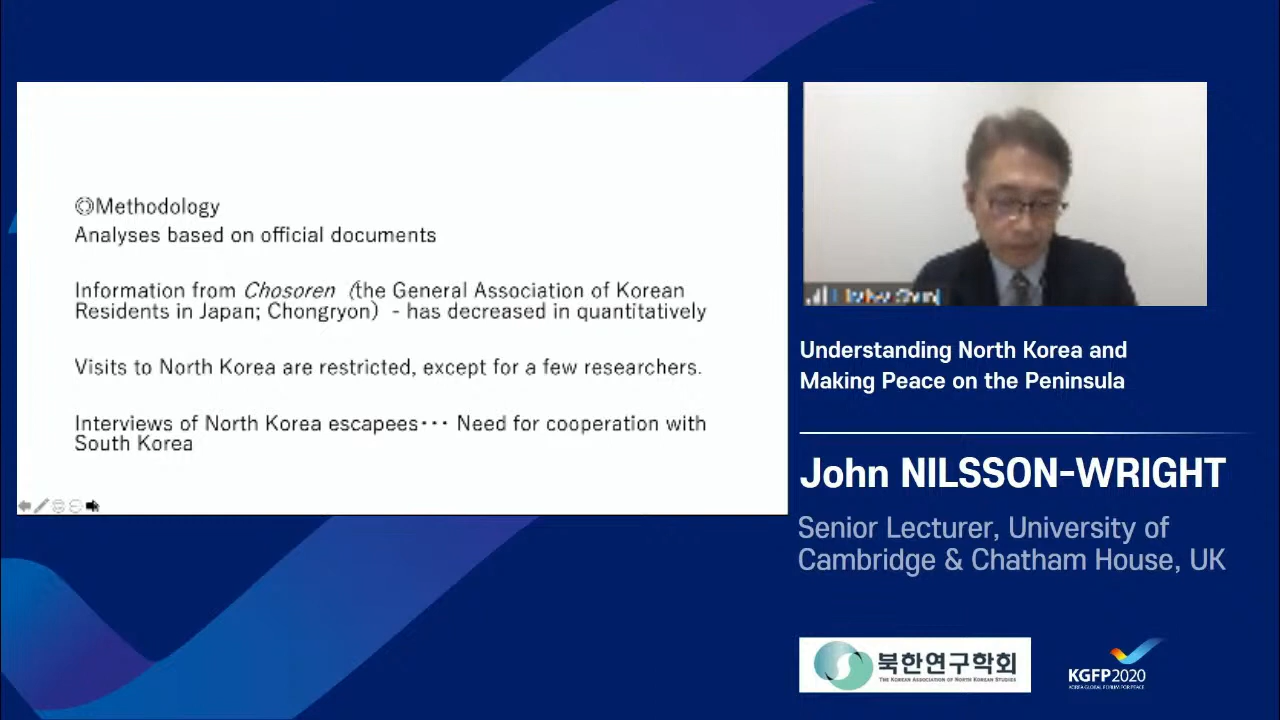 ◎Methodology
Analyses based on official documents
Information from Chosoren (the General Association of Korean
Residents in Japan; Chongryon) - has decreased in quantitatively
Visits to North Korea are restricted, except for a few researchers.
Interviews of North Korea escapees・・・ Need for cooperation with
South Korea
Understanding North Korea and
Making Peace on the Peninsula
John NILSSON-WRIGHT
Senior Lecturer, University of
Cambridge & Chatham House, UK
북한연구학회
THE KOREAN ASSOCIATION OF NORTH KOREAN STUDIES
KGFP2020
KOREA GLOBAL FORUM FOR PEACE